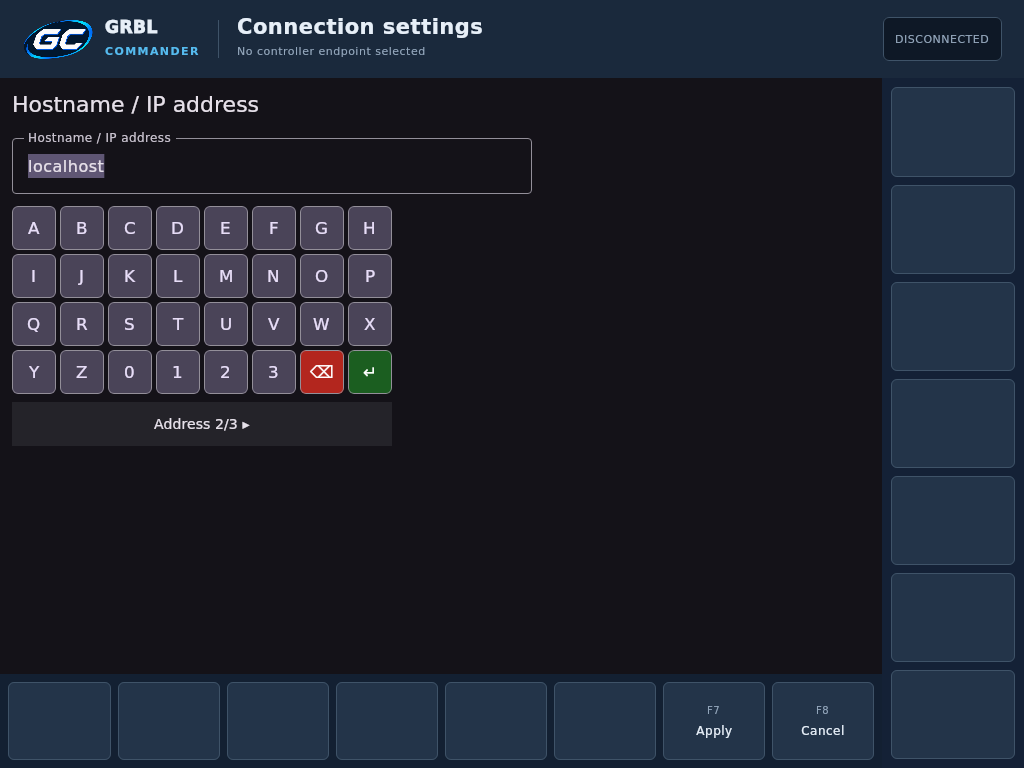 GC
GRBL
COMMANDER
Connection settings
No controller endpoint selected
DISCONNECTED
Hostname / IP address
Hostname / IP address
localhost
A B C D E F G H
I J K L M N O P
Q R S T U V W X
Y Z 0 1 2 3 ⌫ ↵
Address 2/3 ▸
F7
Apply
F8
Cancel